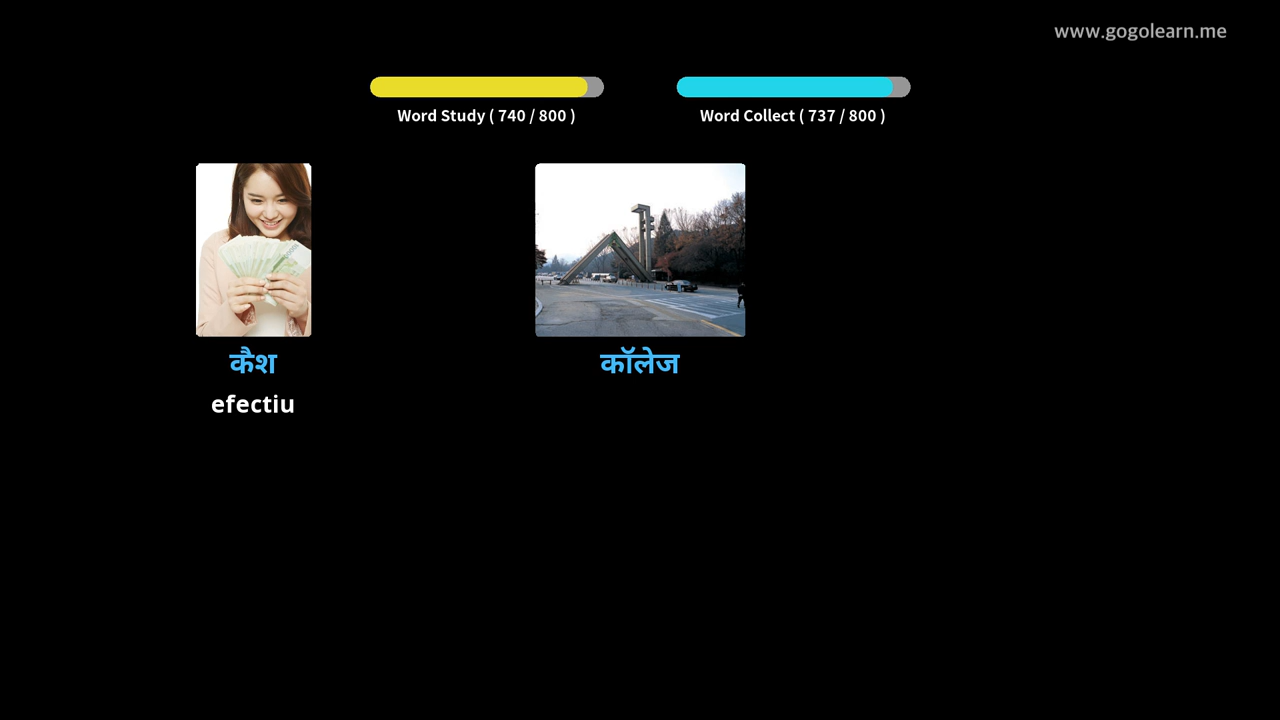 www.gogolearn.me
Word Study ( 740 / 800 )
Word Collect ( 737 / 800 )
कैश
कॉलेज
efectiu